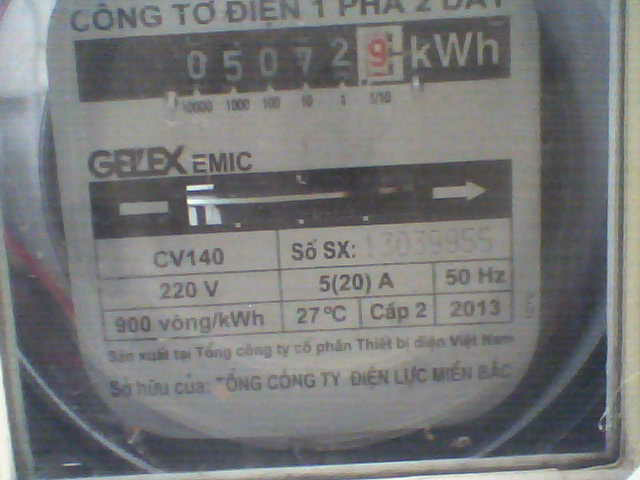 CÔNG TƠ ĐIỆN 1 PHA 2 DÂY
0 5 0 7 2 9 kWh
10000 1000 100 10 1 1/10
GELEX EMIC
CV140 Số SX: 13039955
220 V 5(20) A 50 Hz
900 vòng/kWh 27 ºC Cấp 2 2013
Sản xuất tại Tổng công ty cổ phần Thiết bị điện Việt Nam
Sở hữu của: TỔNG CÔNG TY ĐIỆN LỰC MIỀN BẮC